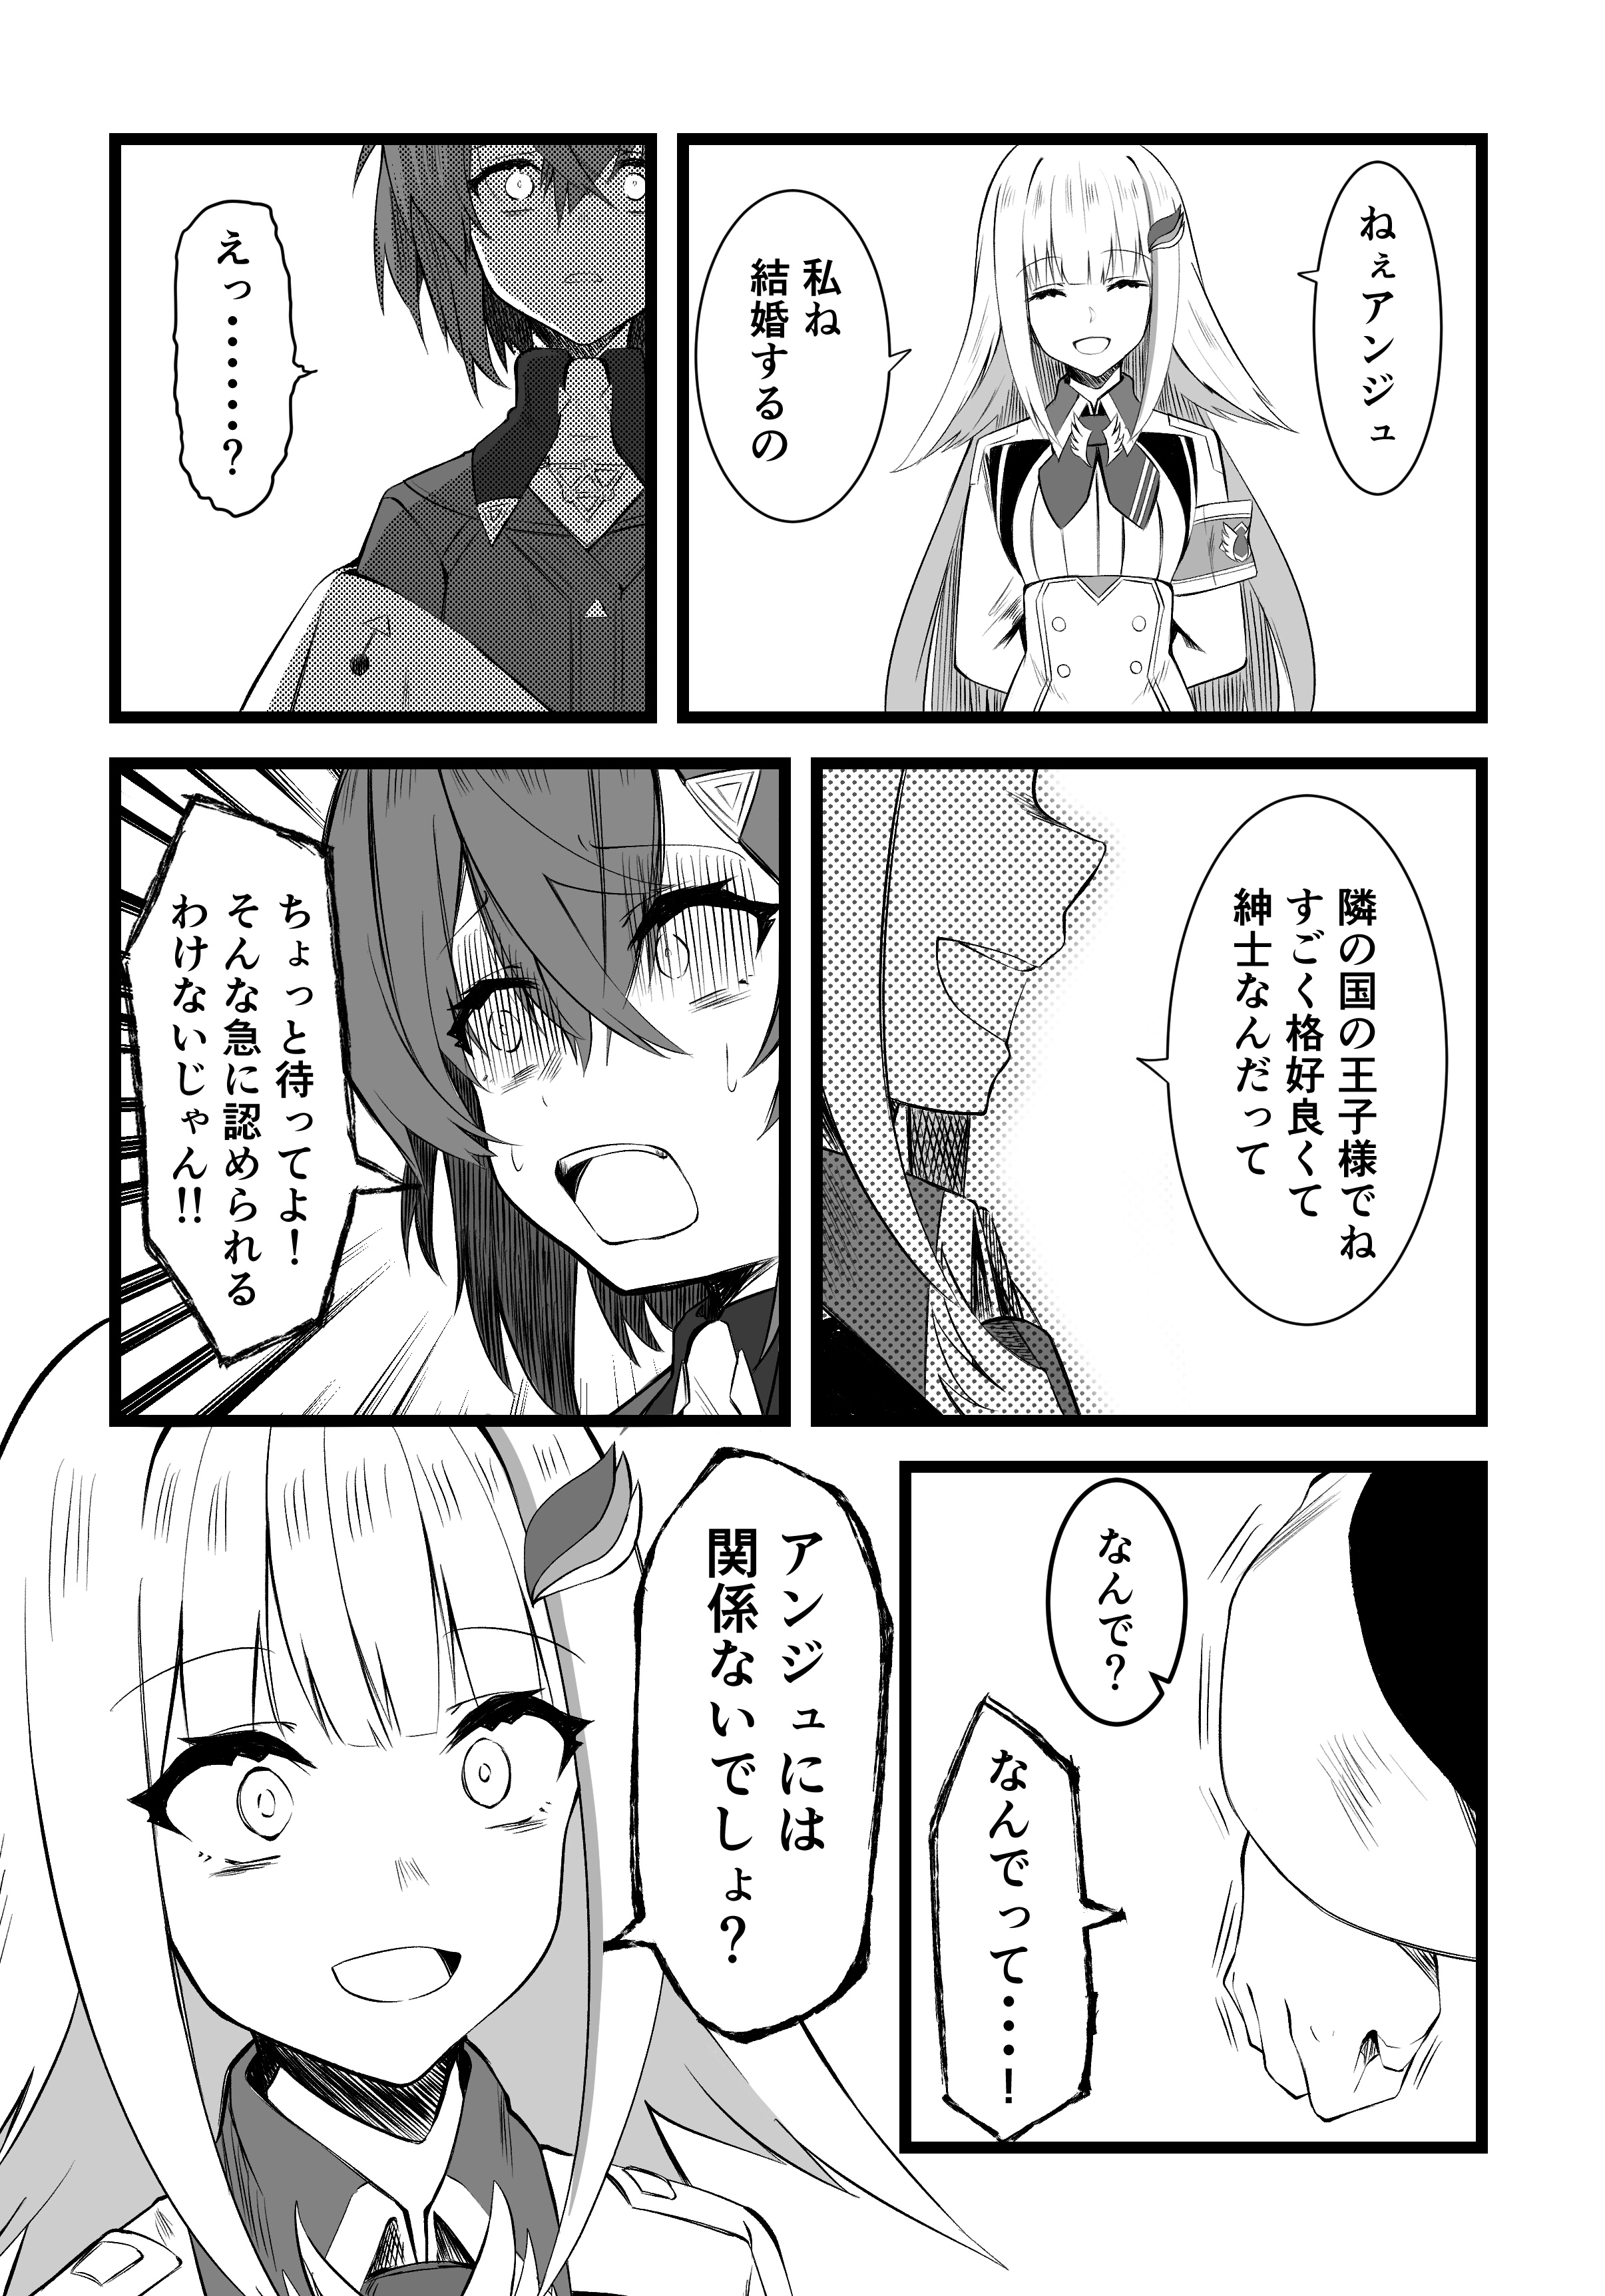 ねぇアンジュ
私ね
結婚するの
えっ・・・・・・？
隣の国の王子様でね
すごく格好良くて
紳士なんだって
ちょっと待ってよ！
そんな急に認められる
わけないじゃん!!
なんで？
なんでって・・・・！
アンジュには
関係ないでしょ？